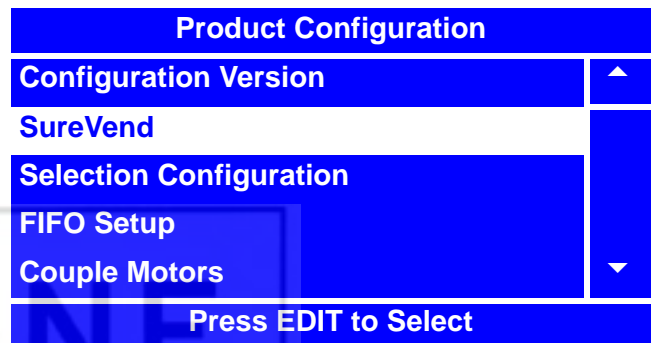 Product Configuration
Configuration Version
SureVend
Selection Configuration
FIFO Setup
Couple Motors
Press EDIT to Select